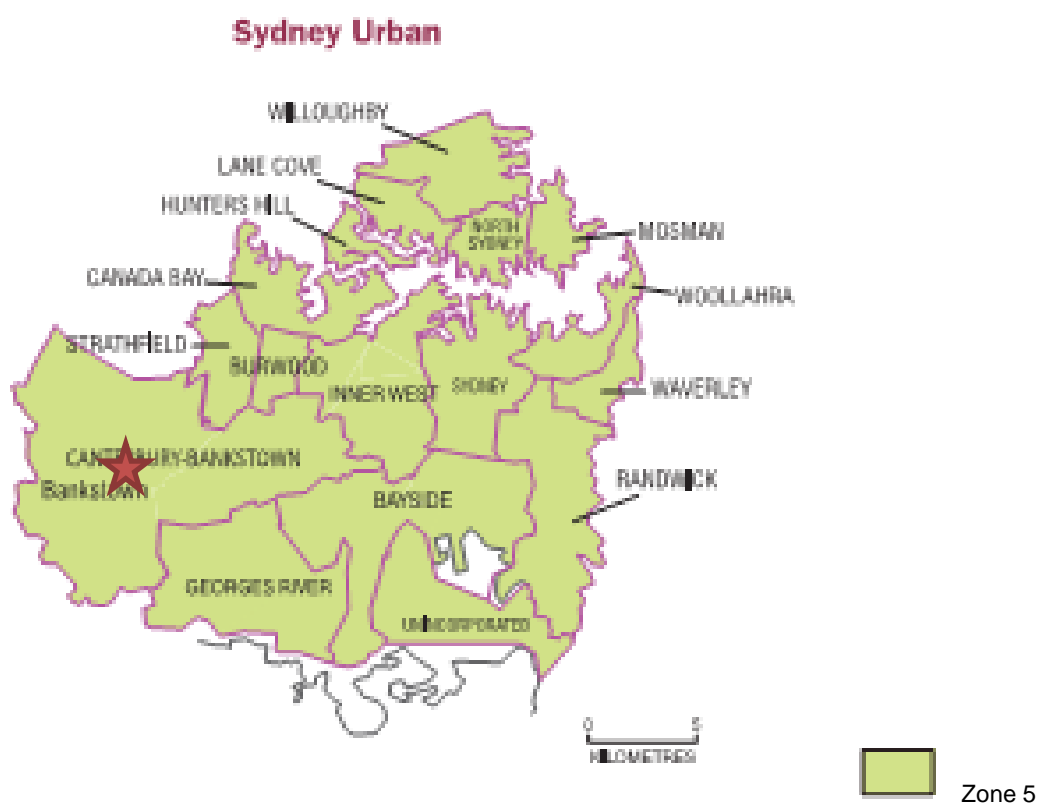 Sydney Urban
WILLOUGHBY
LANE COVE
HUNTERS HILL
NORTH
SYDNEY
MOSMAN
CANADA BAY
WOOLLAHRA
STRATHFIELD
BURWOOD
INNER WEST
SYDNEY
WAVERLEY
CANTERBURY-BANKSTOWN
Bankstown
RANDWICK
BAYSIDE
GEORGES RIVER
UNINCORPORATED
0 5
KILOMETRES
Zone 5